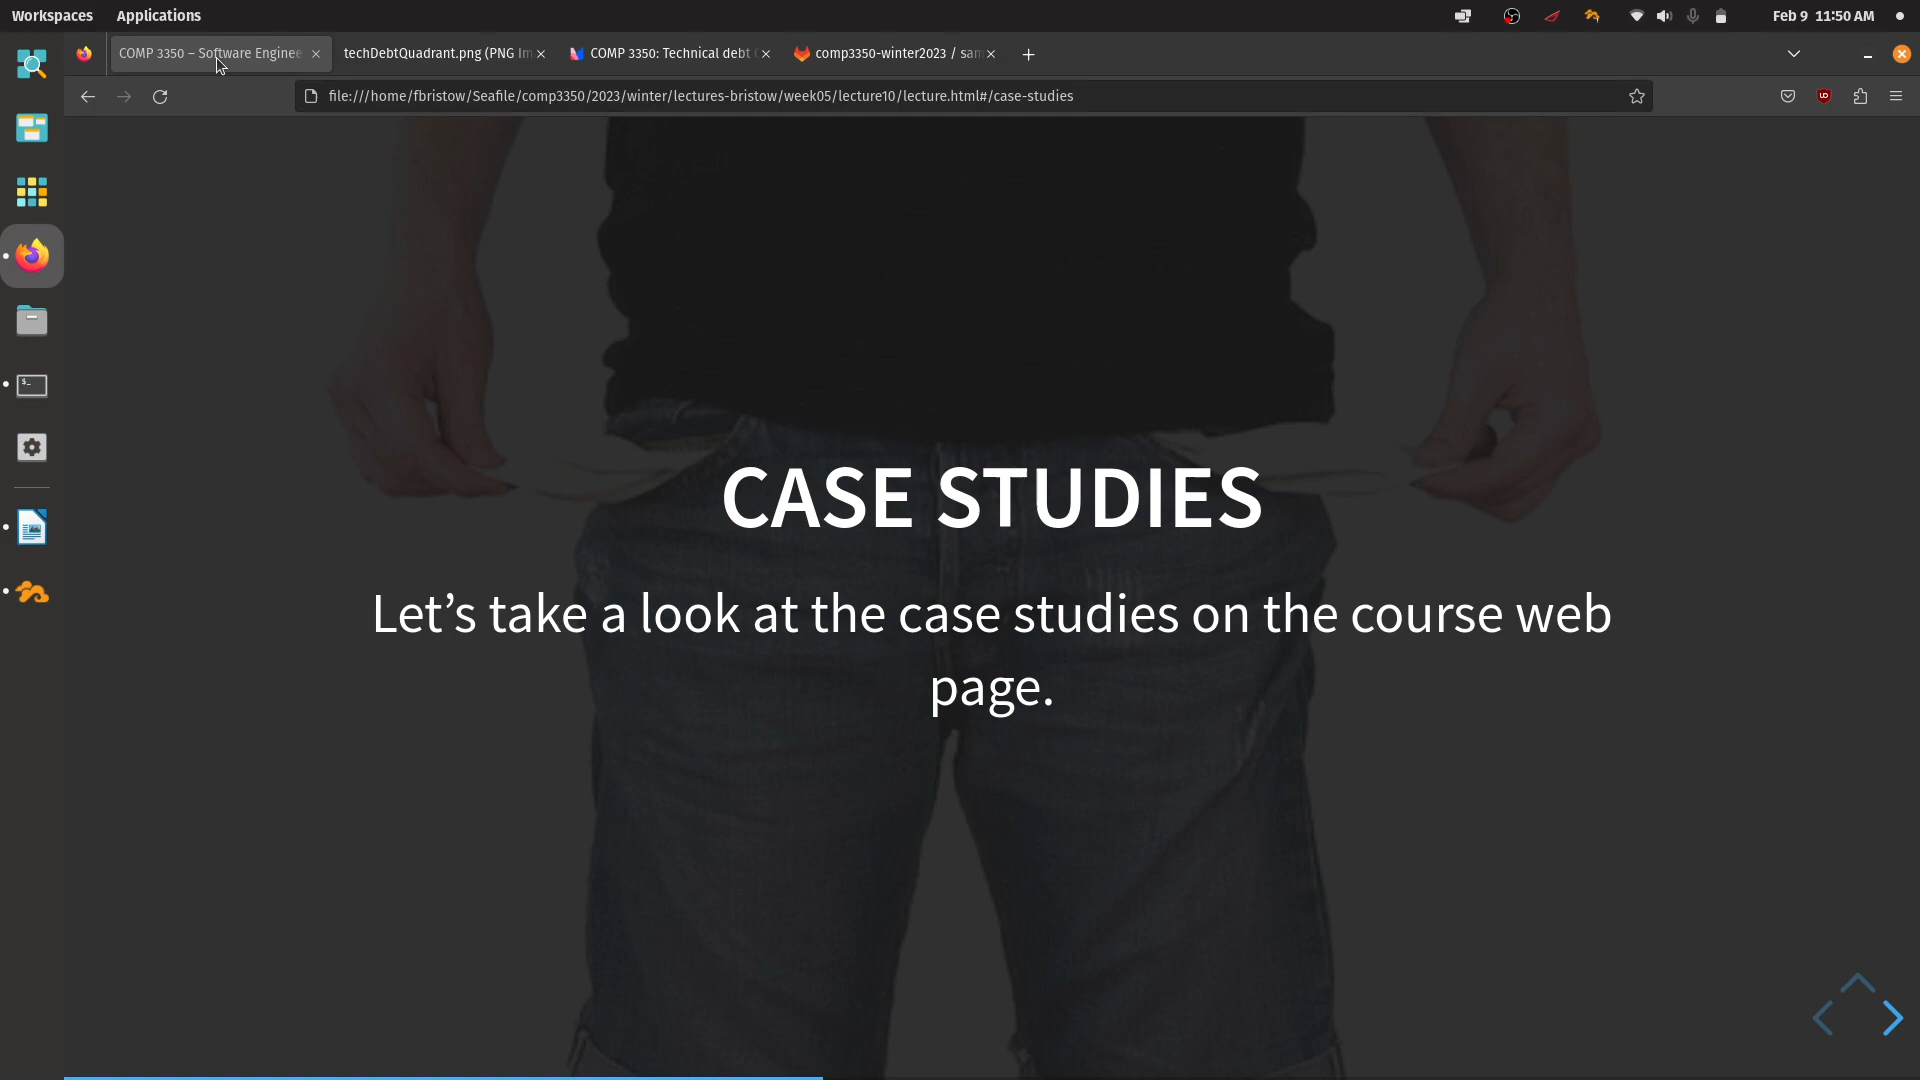 Workspaces Applications Feb 9 11:50 AM
COMP 3350 – Software Enginee techDebtQuadrant.png (PNG Im COMP 3350: Technical debt comp3350-winter2023 / sam
file:///home/fbristow/Seafile/comp3350/2023/winter/lectures-bristow/week05/lecture10/lecture.html#/case-studies
CASE STUDIES
Let’s take a look at the case studies on the course web
page.